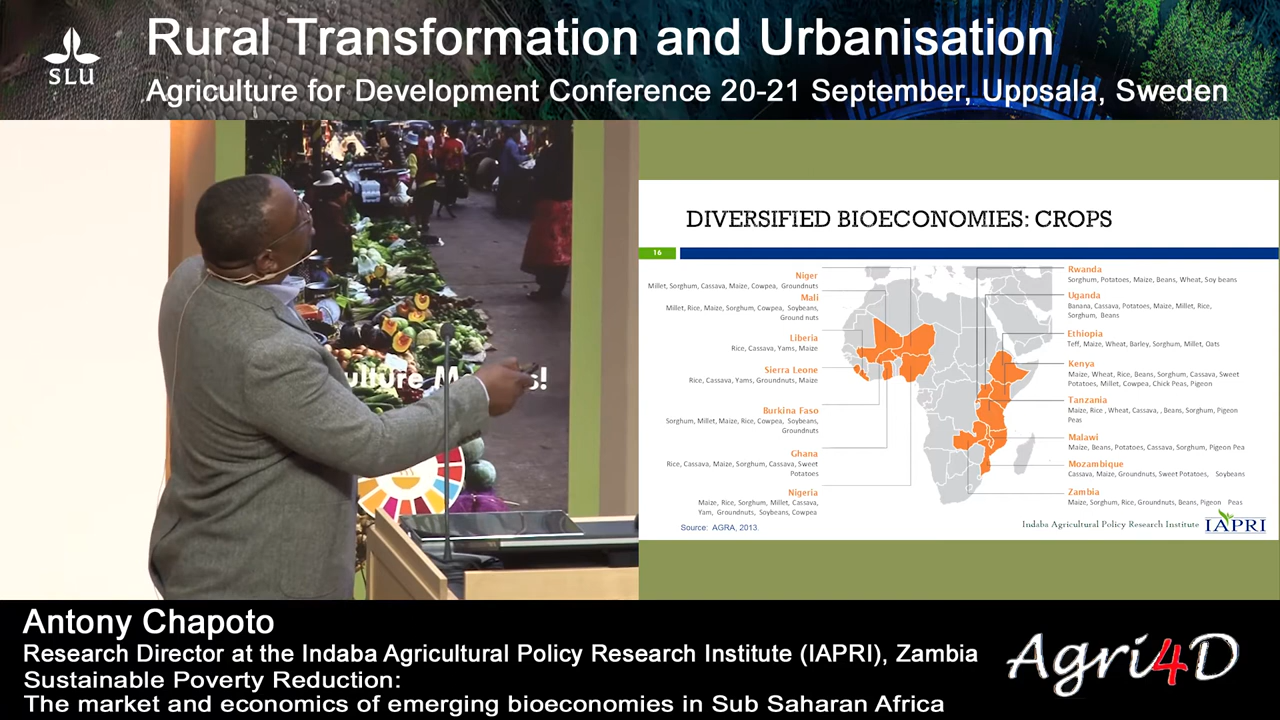 SLU
Rural Transformation and Urbanisation
Agriculture for Development Conference 20-21 September, Uppsala, Sweden
ulture M
s!
DIVERSIFIED BIOECONOMIES: CROPS
16
Niger
Millet, Sorghum, Cassava, Maize, Cowpea, Groundnuts
Mali
Millet, Rice, Maize, Sorghum, Cowpea, Soybeans,
Ground nuts
Liberia
Rice, Cassava, Yams, Maize
Sierra Leone
Rice, Cassava, Yams, Groundnuts, Maize
Burkina Faso
Sorghum, Millet, Maize, Rice, Cowpea, Soybeans,
Groundnuts
Ghana
Rice, Cassava, Maize, Sorghum, Cassava, Sweet
Potatoes
Nigeria
Maize, Rice, Sorghum, Millet, Cassava,
Yam, Groundnuts, Soybeans, Cowpea
Source: AGRA, 2013.
Rwanda
Sorghum, Potatoes, Maize, Beans, Wheat, Soy beans
Uganda
Banana, Cassava, Potatoes, Maize, Millet, Rice,
Sorghum, Beans
Ethiopia
Teff, Maize, Wheat, Barley, Sorghum, Millet, Oats
Kenya
Maize, Wheat, Rice, Beans, Sorghum, Cassava, Sweet
Potatoes, Millet, Cowpea, Chick Peas, Pigeon
Tanzania
Maize, Rice , Wheat, Cassava, , Beans, Sorghum, Pigeon
Peas
Malawi
Maize, Beans, Potatoes, Cassava, Sorghum, Pigeon Pea
Mozambique
Cassava, Maize, Groundnuts, Sweet Potatoes, Soybeans
Zambia
Maize, Sorghum, Rice, Groundnuts, Beans, Pigeon Peas
Indaba Agricultural Policy Research Institute IAPRI
Antony Chapoto
Research Director at the Indaba Agricultural Policy Research Institute (IAPRI), Zambia
Sustainable Poverty Reduction:
The market and economics of emerging bioeconomies in Sub Saharan Africa
Agri4D